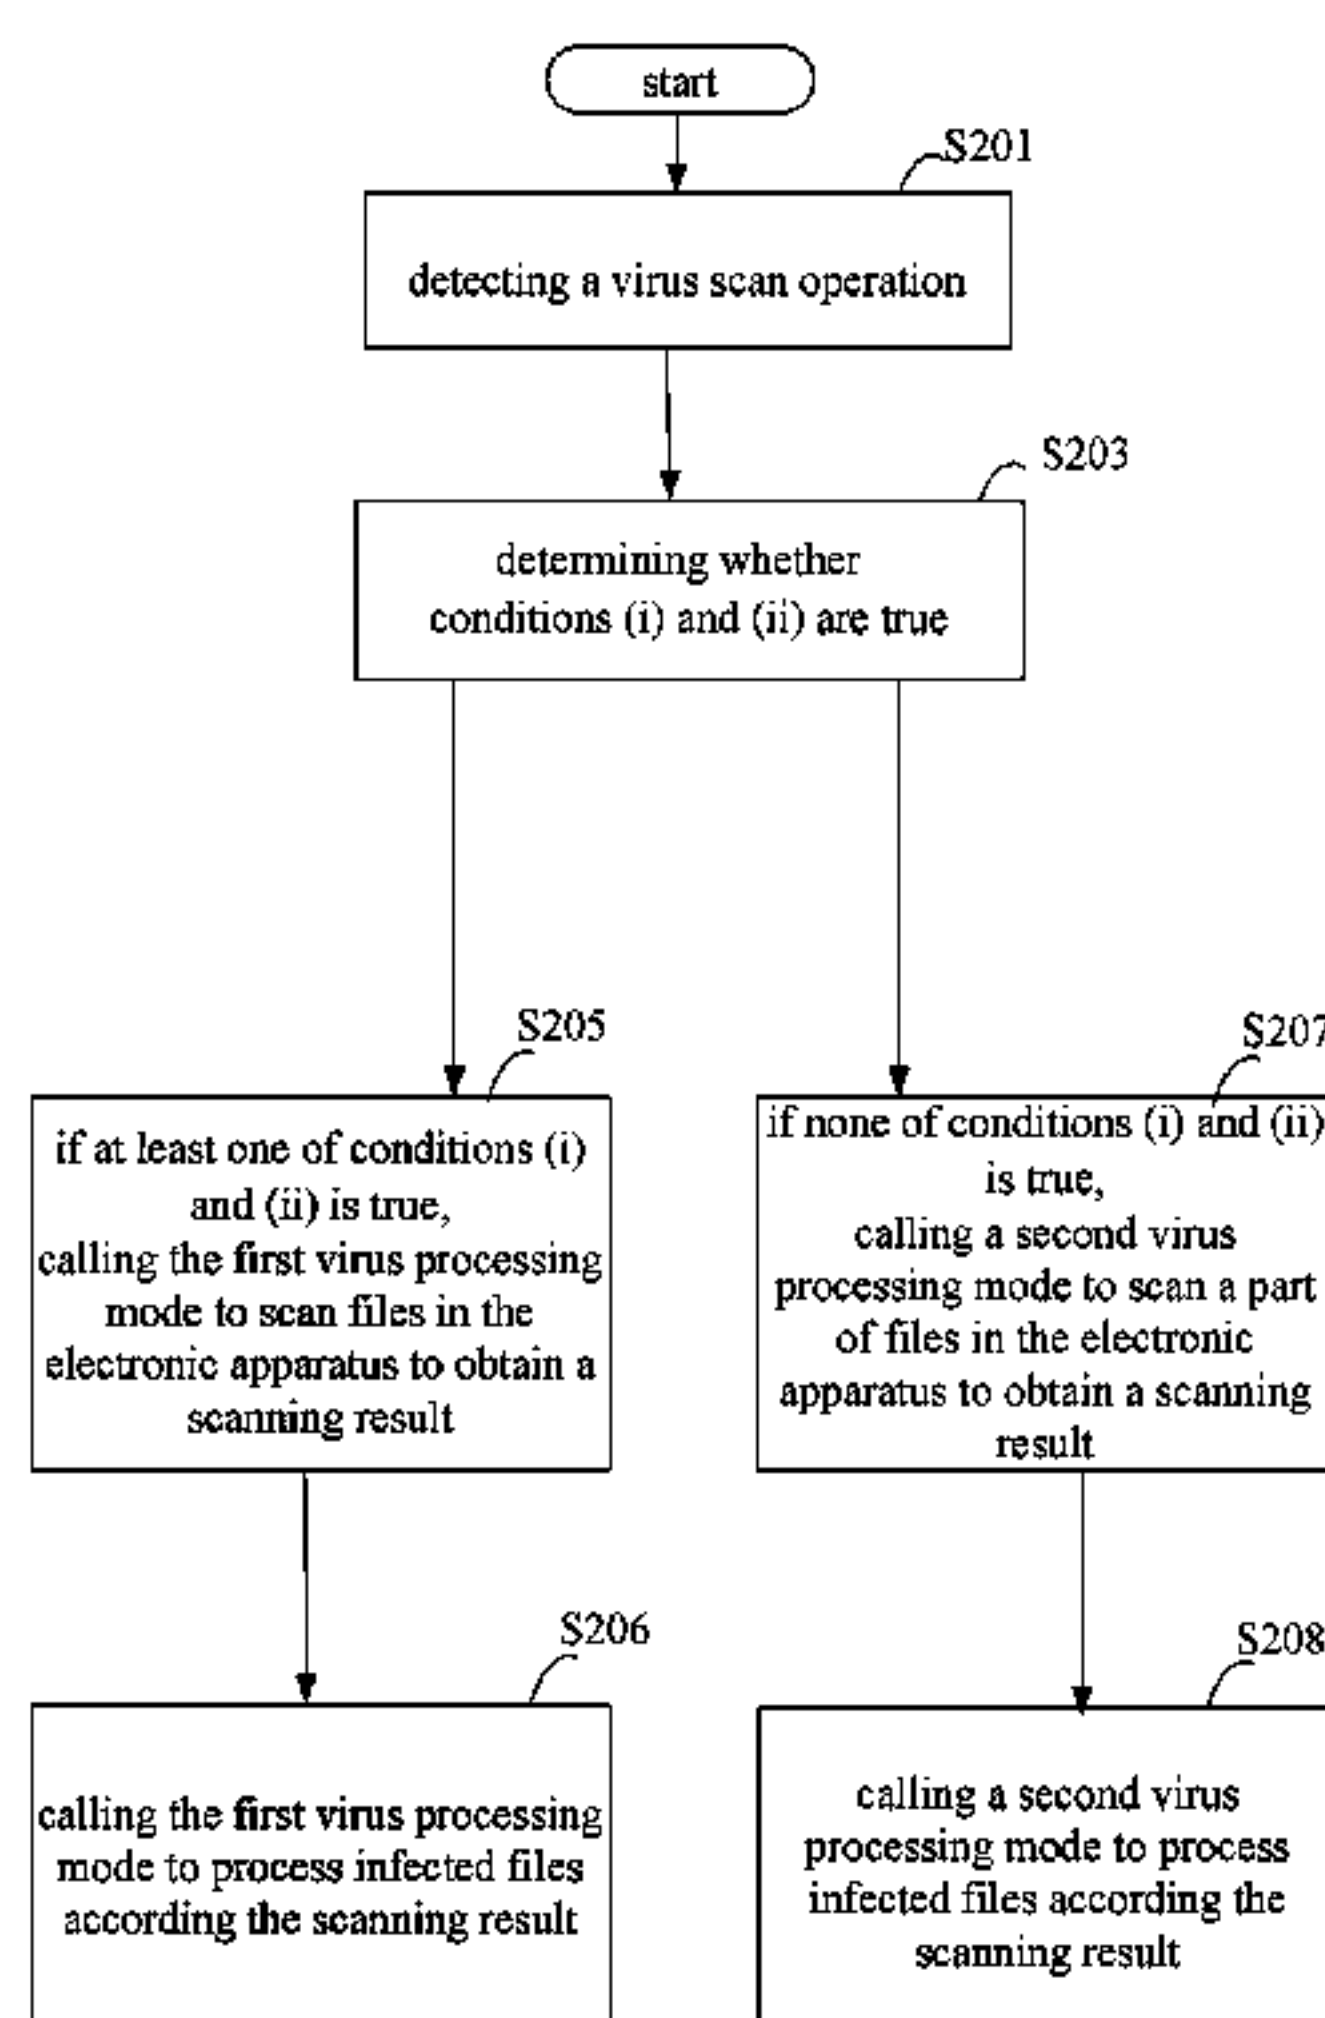 start
S201
detecting a virus scan operation
S203
determining whether
conditions (i) and (ii) are true
S205
if at least one of conditions (i)
and (ii) is true,
calling the first virus processing
mode to scan files in the
electronic apparatus to obtain a
scanning result
S207
if none of conditions (i) and (ii)
is true,
calling a second virus
processing mode to scan a part
of files in the electronic
apparatus to obtain a scanning
result
S206
calling the first virus processing
mode to process infected files
according the scanning result
S208
calling a second virus
processing mode to process
infected files according the
scanning result